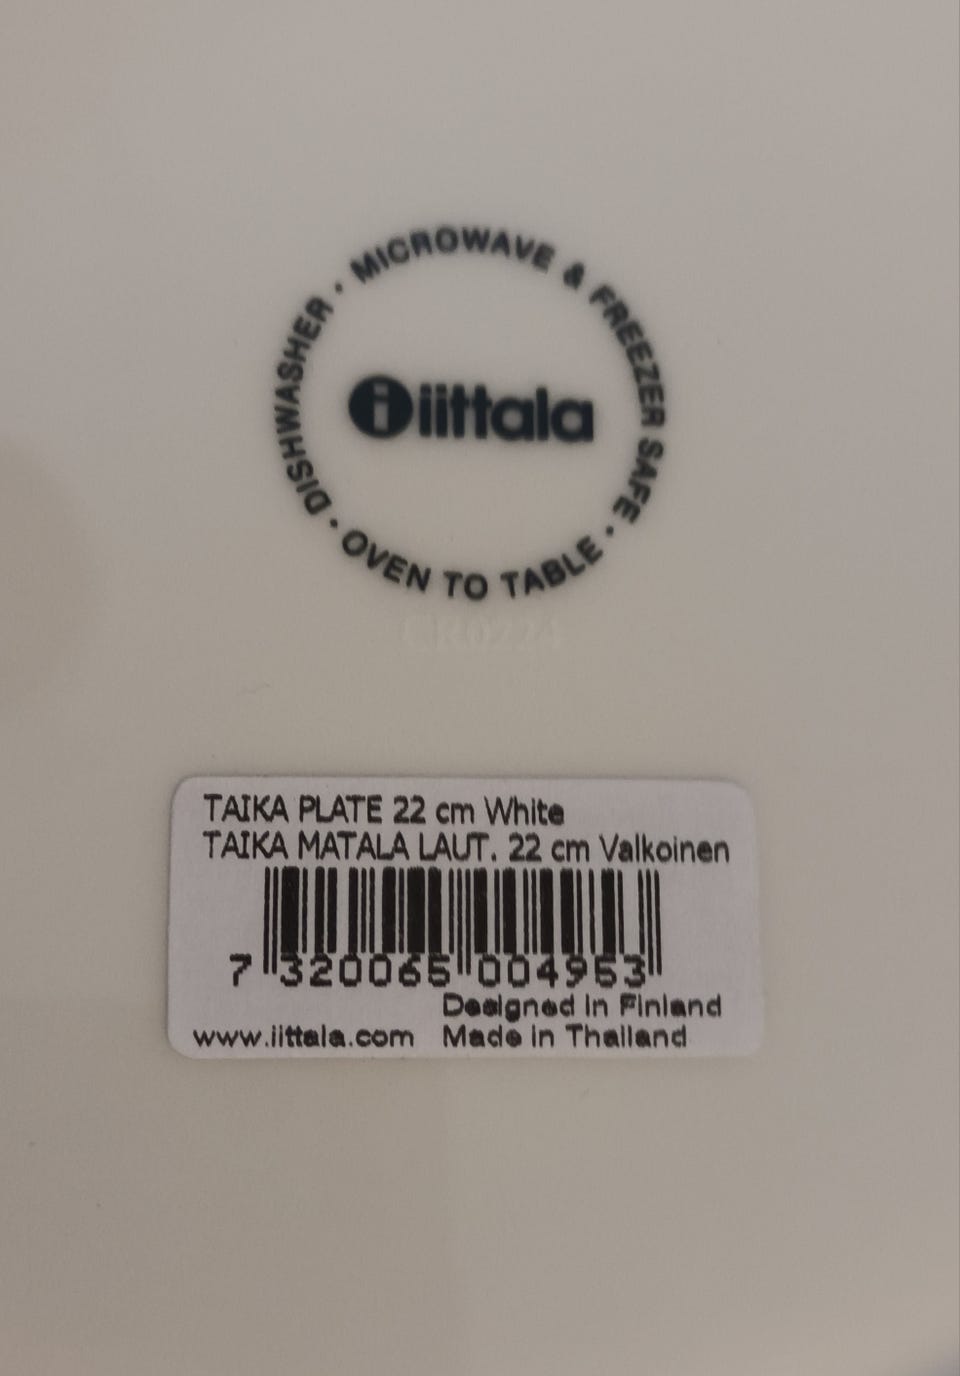 DISHWASHER · MICROWAVE & FREEZER SAFE · OVEN TO TABLE ·
i iittala
CR0224
TAIKA PLATE 22 cm White
TAIKA MATALA LAUT. 22 cm Valkoinen
7 320065 004953
Designed in Finland
www.iittala.com Made in Thailand